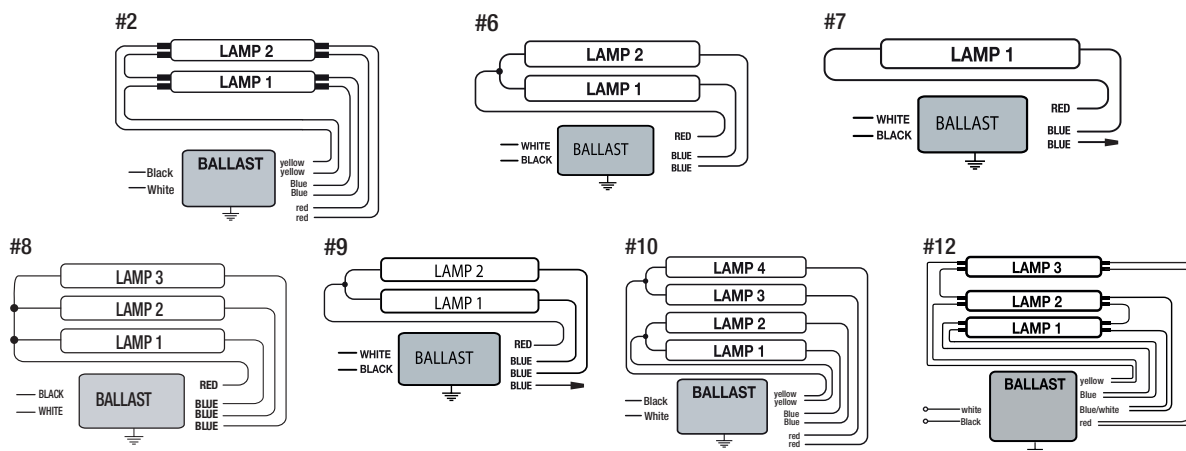 #2
LAMP 2
LAMP 1
BALLAST
Black
White
yellow
yellow
Blue
Blue
red
red
#6
LAMP 2
LAMP 1
WHITE
BLACK
BALLAST
RED
BLUE
BLUE
#7
LAMP 1
WHITE
BLACK
BALLAST
RED
BLUE
BLUE
#8
LAMP 3
LAMP 2
LAMP 1
BLACK
WHITE
BALLAST
RED
BLUE
BLUE
BLUE
#9
LAMP 2
LAMP 1
WHITE
BLACK
BALLAST
RED
BLUE
BLUE
BLUE
#10
LAMP 4
LAMP 3
LAMP 2
LAMP 1
BALLAST
Black
White
yellow
yellow
Blue
Blue
red
red
#12
LAMP 3
LAMP 2
LAMP 1
BALLAST
white
Black
yellow
Blue
Blue/white
red